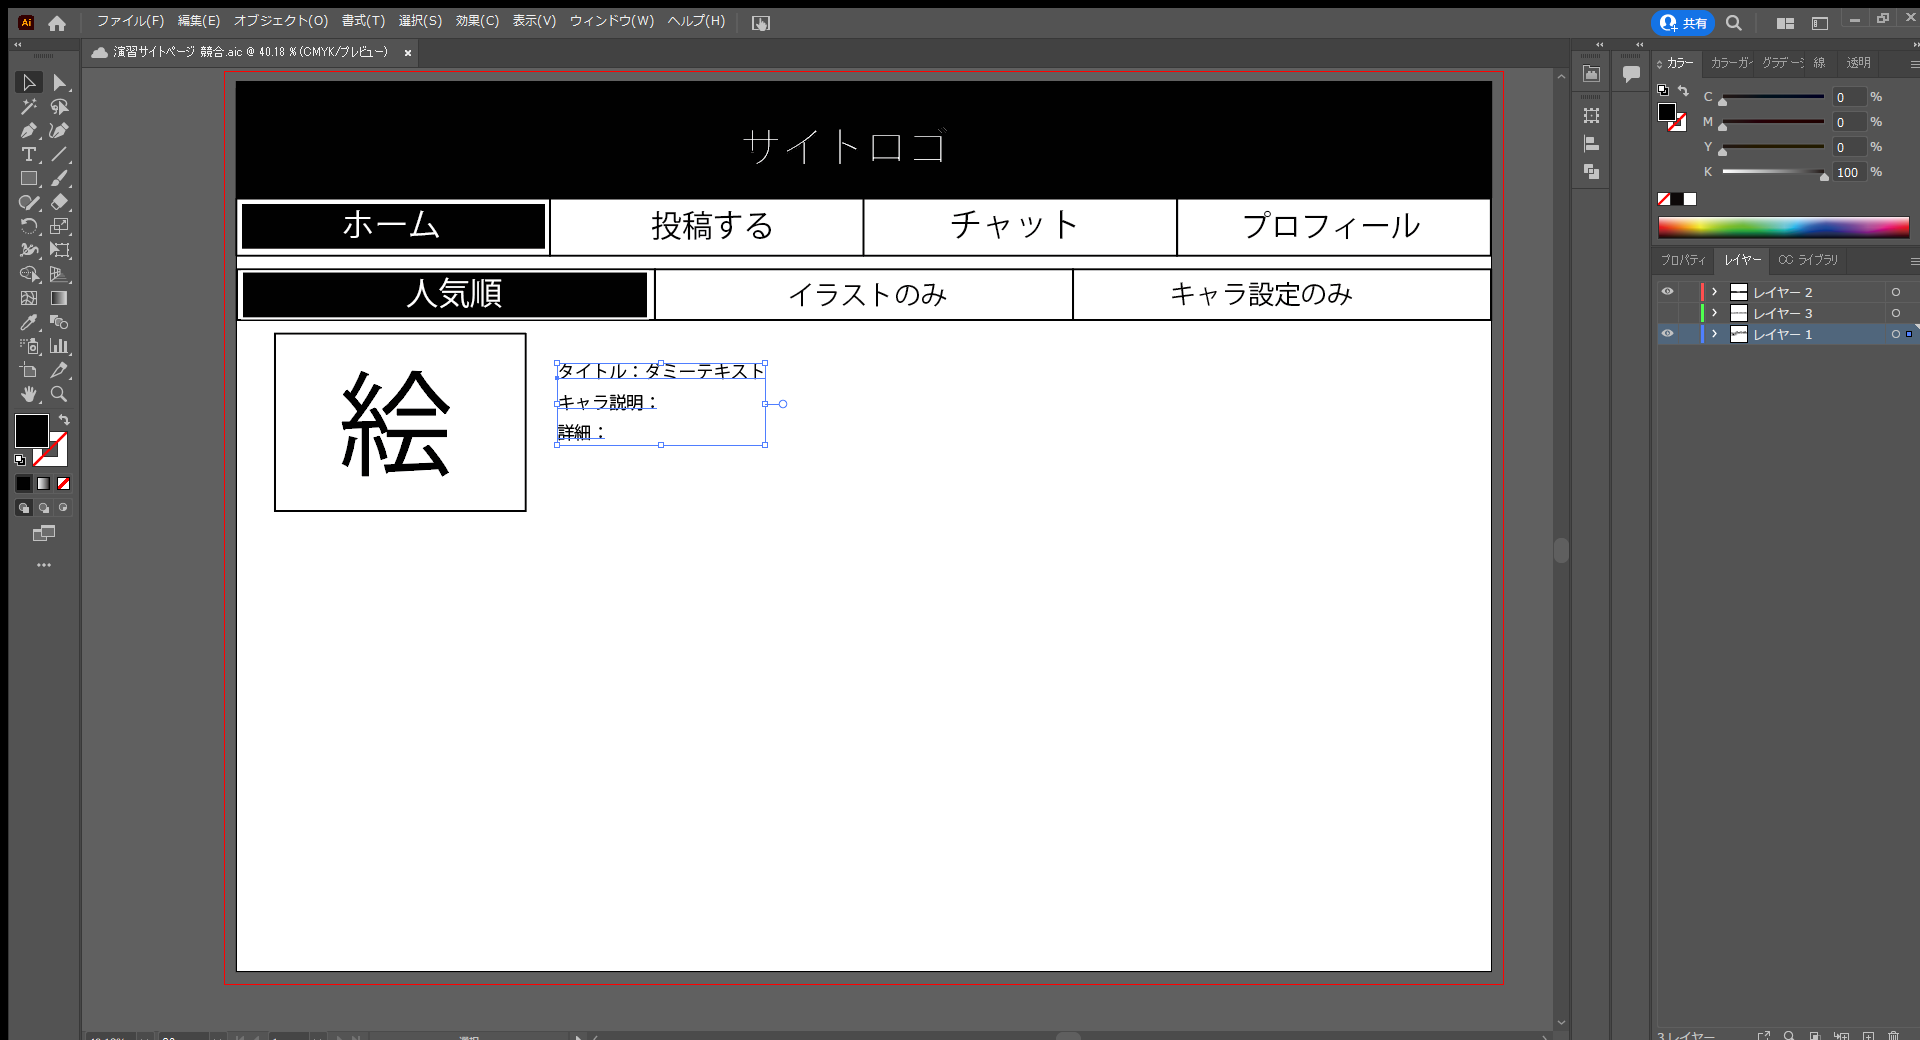 Ai ファイル(F) 編集(E) オブジェクト(O) 書式(T) 選択(S) 効果(C) 表示(V) ウィンドウ(W) ヘルプ(H) 共有
演習サイトページ 競合.aic @ 40.18 % (CMYK/プレビュー) ×
カラー カラーガイ グラデーシ 線 透明
C 0 %
M 0 %
Y 0 %
K 100 %
サイトロゴ
ホーム 投稿する チャット プロフィール
人気順 イラストのみ キャラ設定のみ
絵
タイトル：ダミーテキスト
キャラ説明：
詳細：
プロパティ レイヤー CC ライブラリ
レイヤー 2
レイヤー 3
レイヤー 1
3 レイヤー